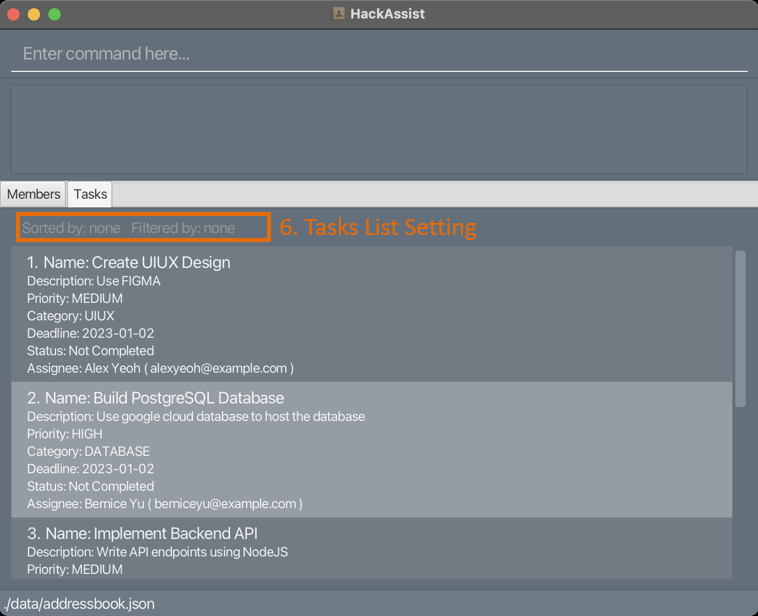 HackAssist
Enter command here...
Members Tasks
Sorted by: none Filtered by: none 6. Tasks List Setting
1. Name: Create UIUX Design
Description: Use FIGMA
Priority: MEDIUM
Category: UIUX
Deadline: 2023-01-02
Status: Not Completed
Assignee: Alex Yeoh ( alexyeoh@example.com )
2. Name: Build PostgreSQL Database
Description: Use google cloud database to host the database
Priority: HIGH
Category: DATABASE
Deadline: 2023-01-02
Status: Not Completed
Assignee: Bernice Yu ( berniceyu@example.com )
3. Name: Implement Backend API
Description: Write API endpoints using NodeJS
Priority: MEDIUM
./data/addressbook.json